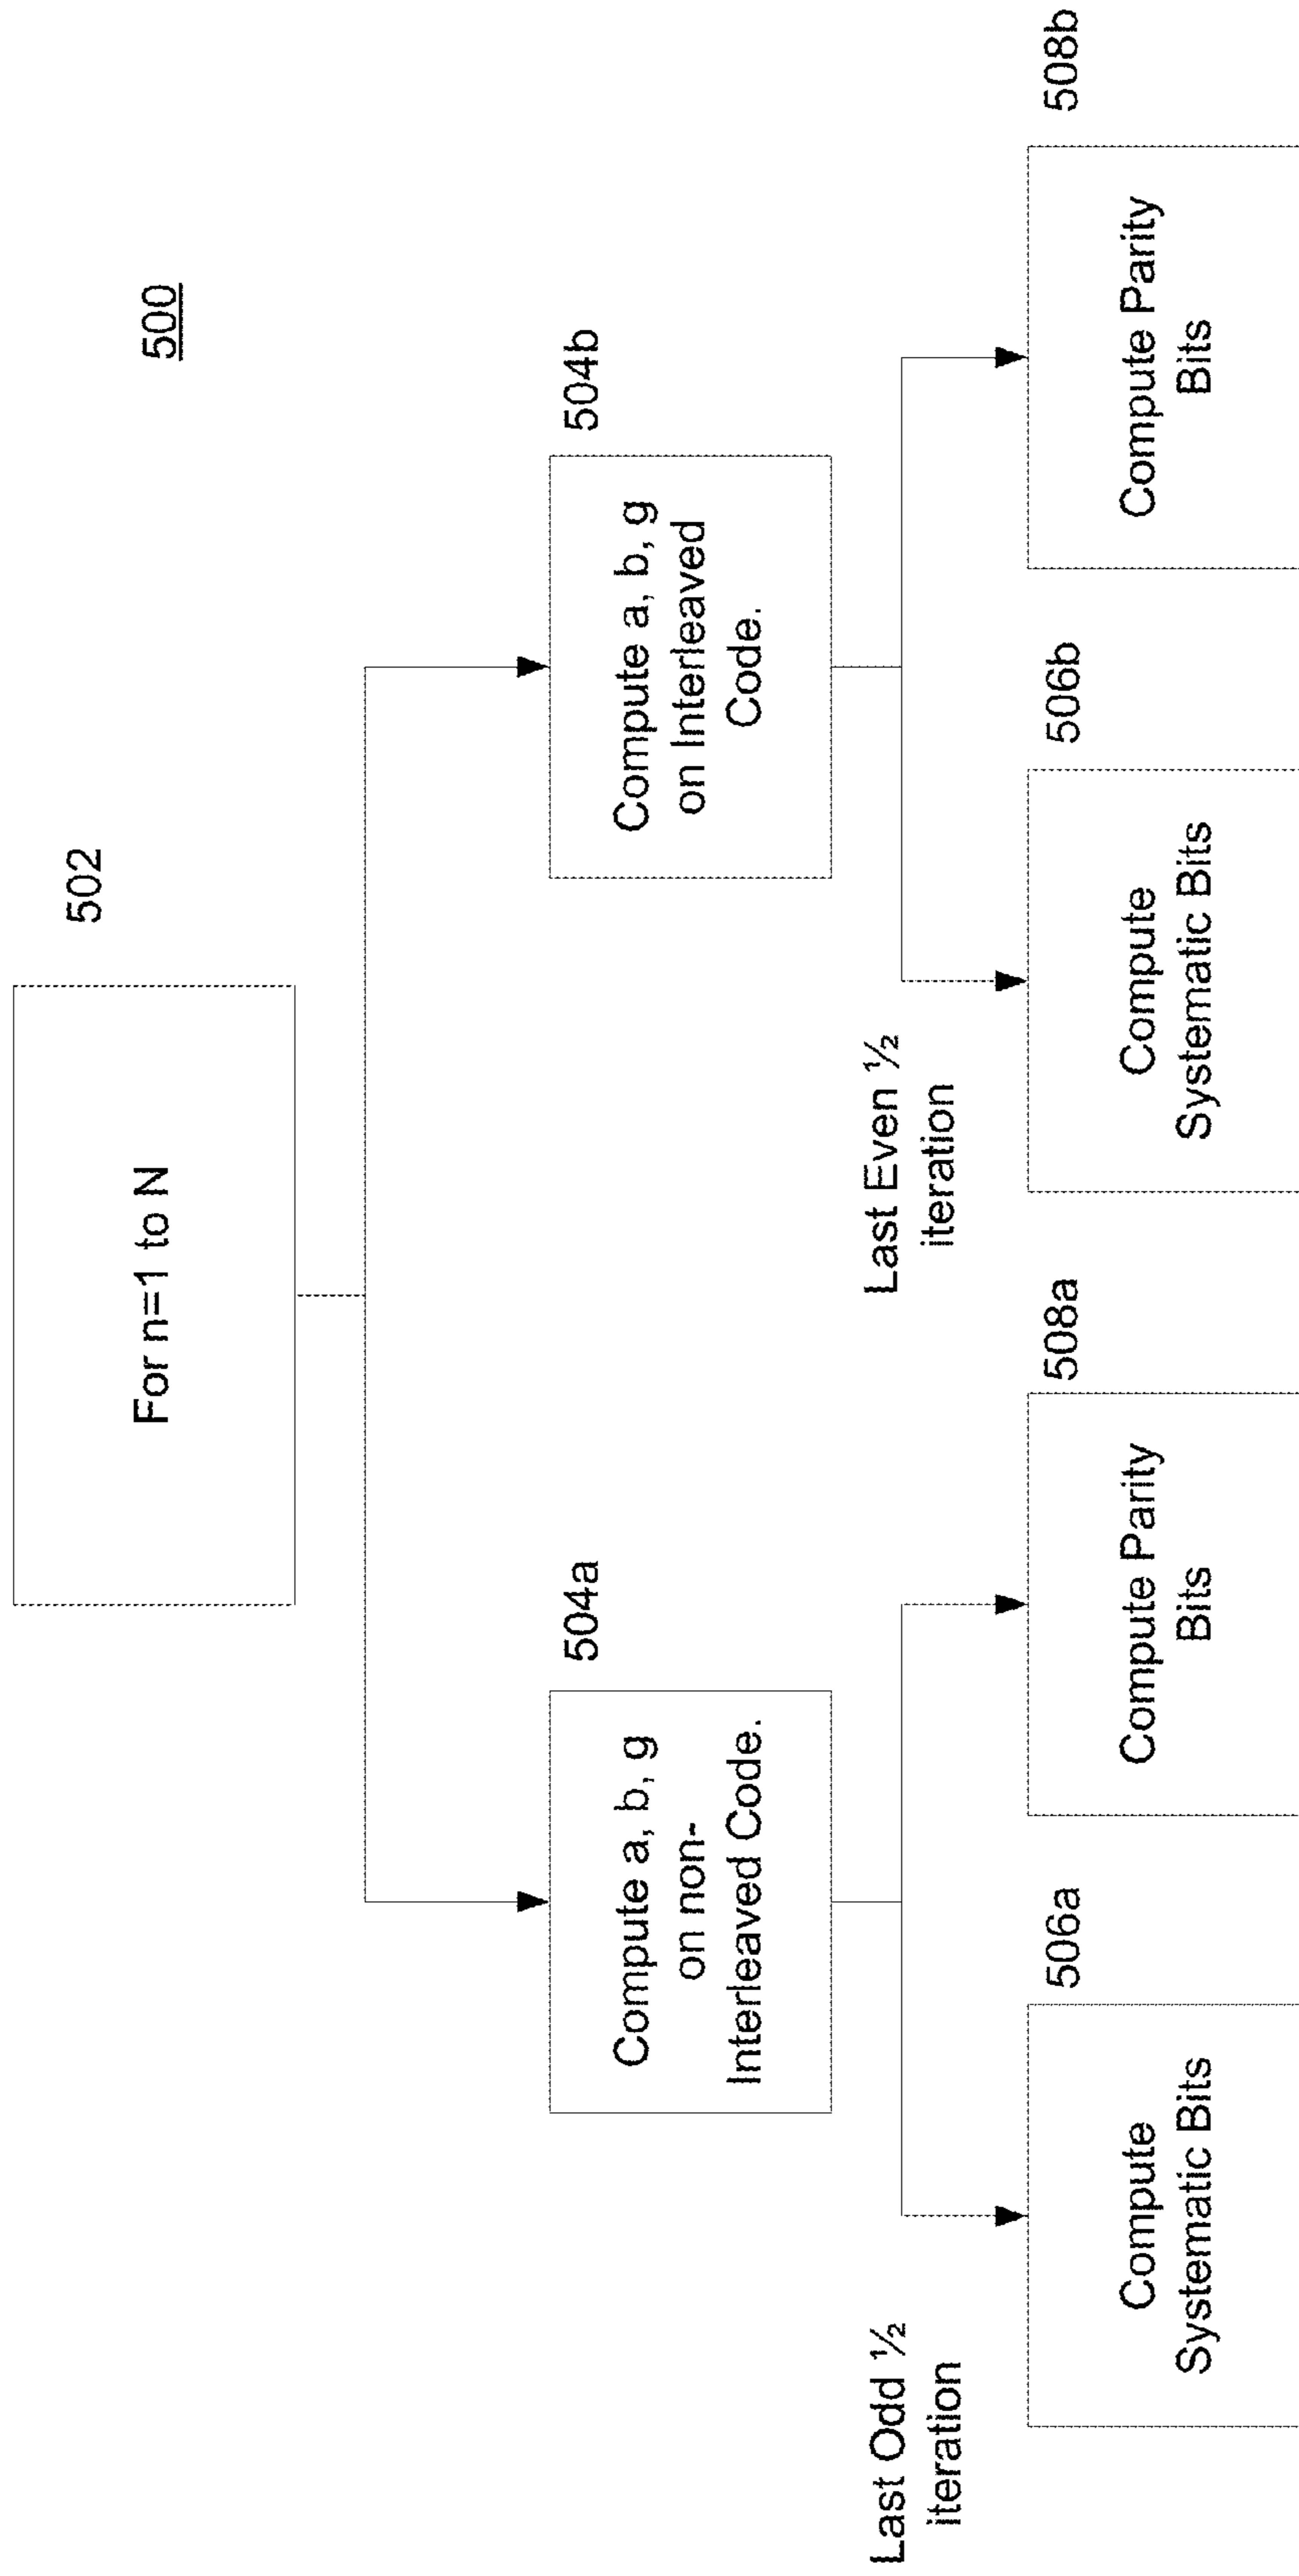 500
502
For n=1 to N
504a
Compute a, b, g
on non-
Interleaved Code.
504b
Compute a, b, g
on Interleaved
Code.
Last Odd ½
iteration
Last Even ½
iteration
506a
Compute
Systematic Bits
508a
Compute Parity
Bits
506b
Compute
Systematic Bits
508b
Compute Parity
Bits